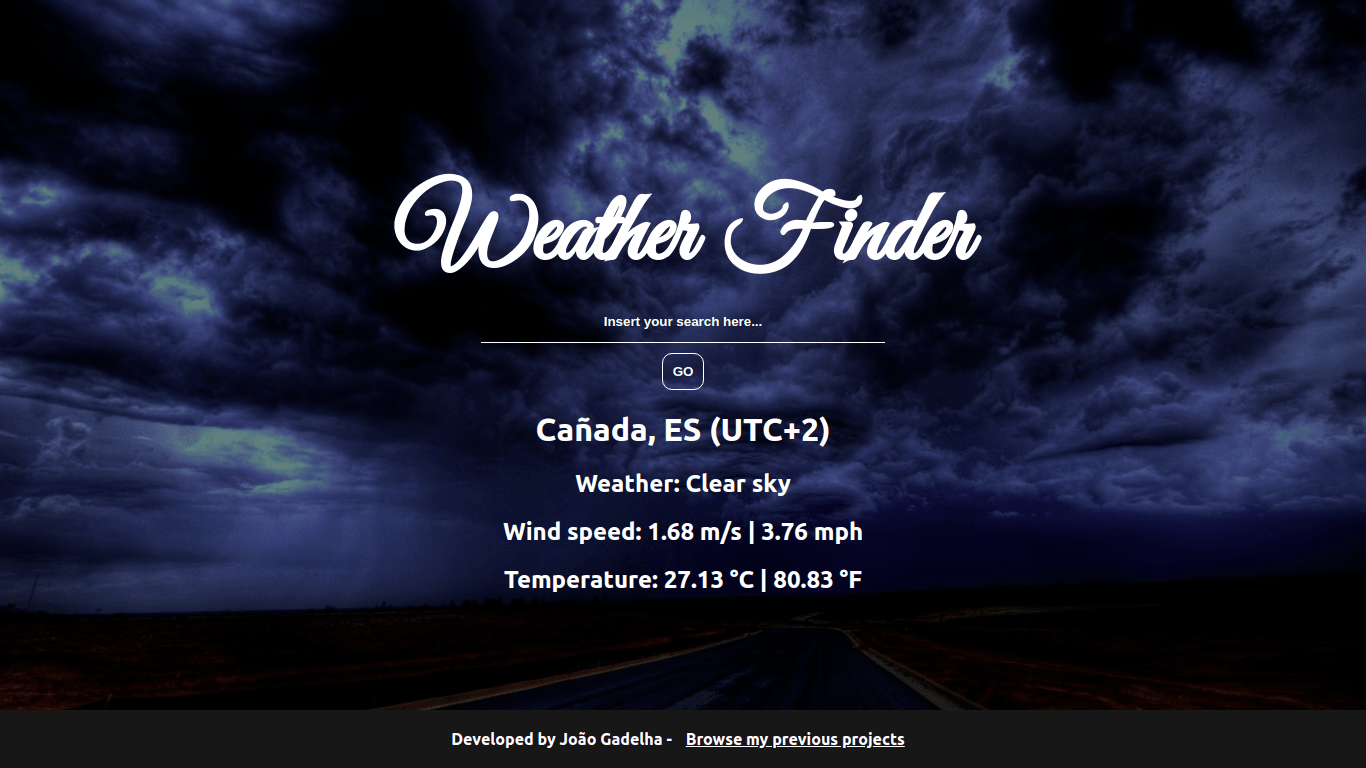 Weather Finder
Insert your search here...
GO
Cañada, ES (UTC+2)
Weather: Clear sky
Wind speed: 1.68 m/s | 3.76 mph
Temperature: 27.13 °C | 80.83 °F
Developed by João Gadelha - Browse my previous projects